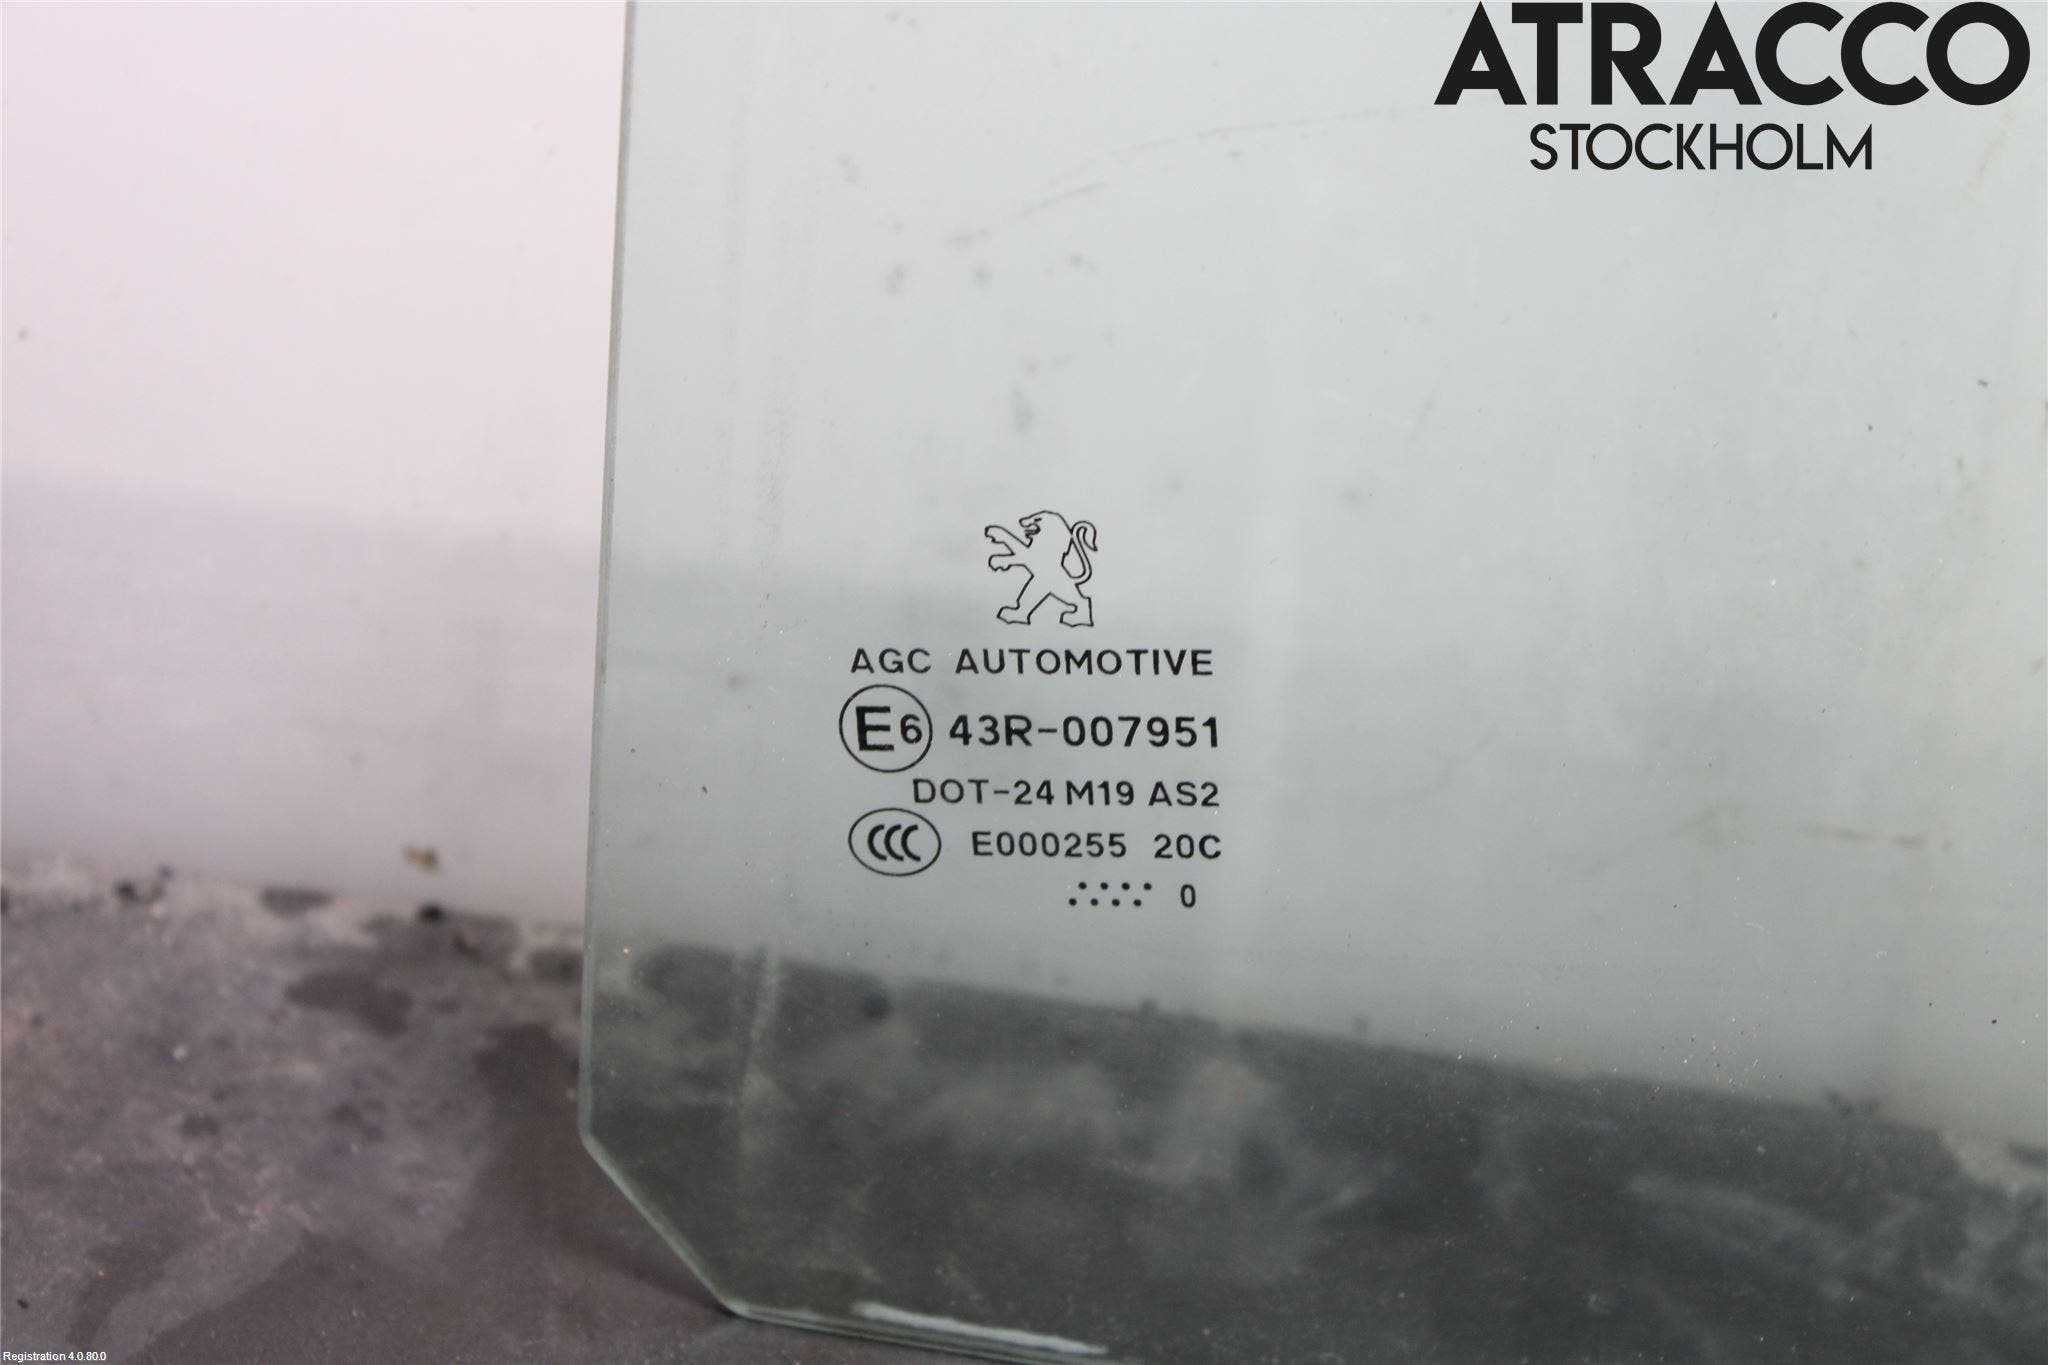 ATRACCO
STOCKHOLM
AGC AUTOMOTIVE
E6 43R-007951
DOT-24 M19 AS2
CCC E000255 20C
0
Registration 4.0.80.0